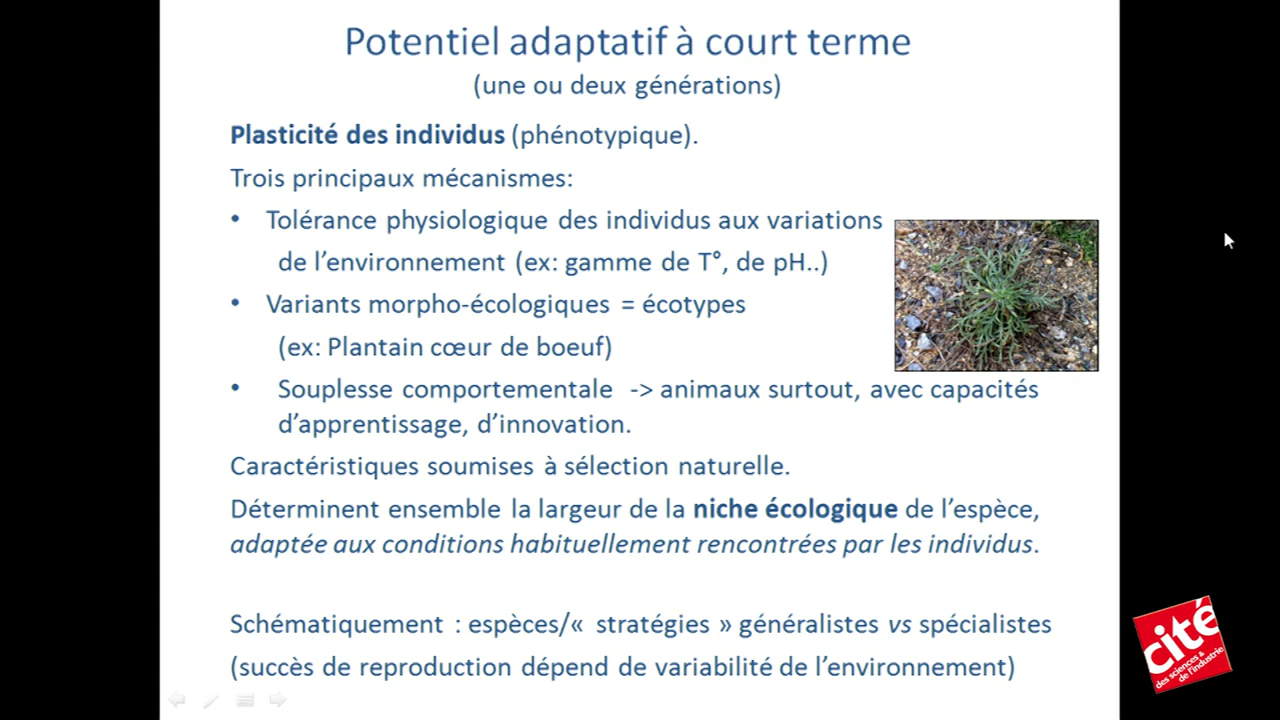 Potentiel adaptatif à court terme
(une ou deux générations)
Plasticité des individus (phénotypique).
Trois principaux mécanismes:
• Tolérance physiologique des individus aux variations
de l’environnement (ex: gamme de T°, de pH..)
• Variants morpho-écologiques = écotypes
(ex: Plantain cœur de boeuf)
• Souplesse comportementale -> animaux surtout, avec capacités
d’apprentissage, d’innovation.
Caractéristiques soumises à sélection naturelle.
Déterminent ensemble la largeur de la niche écologique de l’espèce,
adaptée aux conditions habituellement rencontrées par les individus.
Schématiquement : espèces/« stratégies » généralistes vs spécialistes
(succès de reproduction dépend de variabilité de l’environnement)
cité
des sciences &
de l'industrie